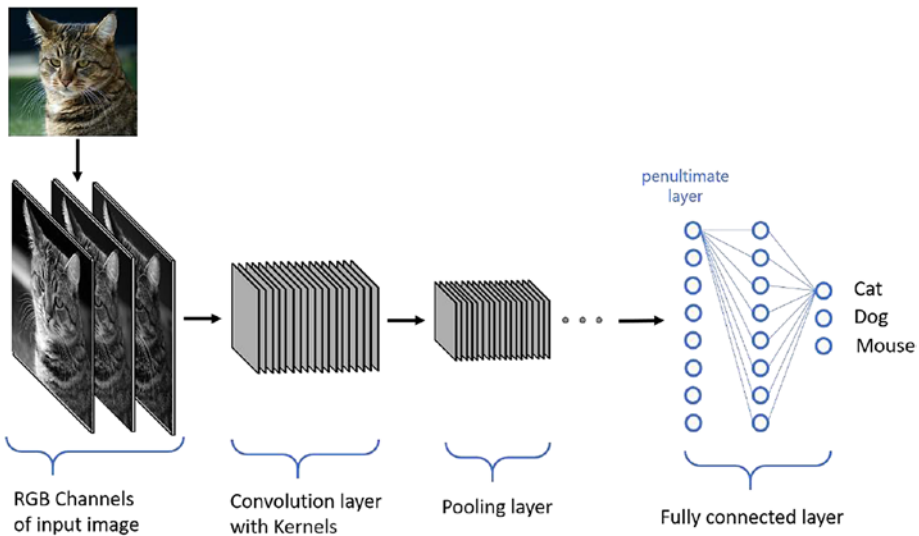 penultimate
layer
Cat
Dog
Mouse
RGB Channels
of input image
Convolution layer
with Kernels
Pooling layer
Fully connected layer